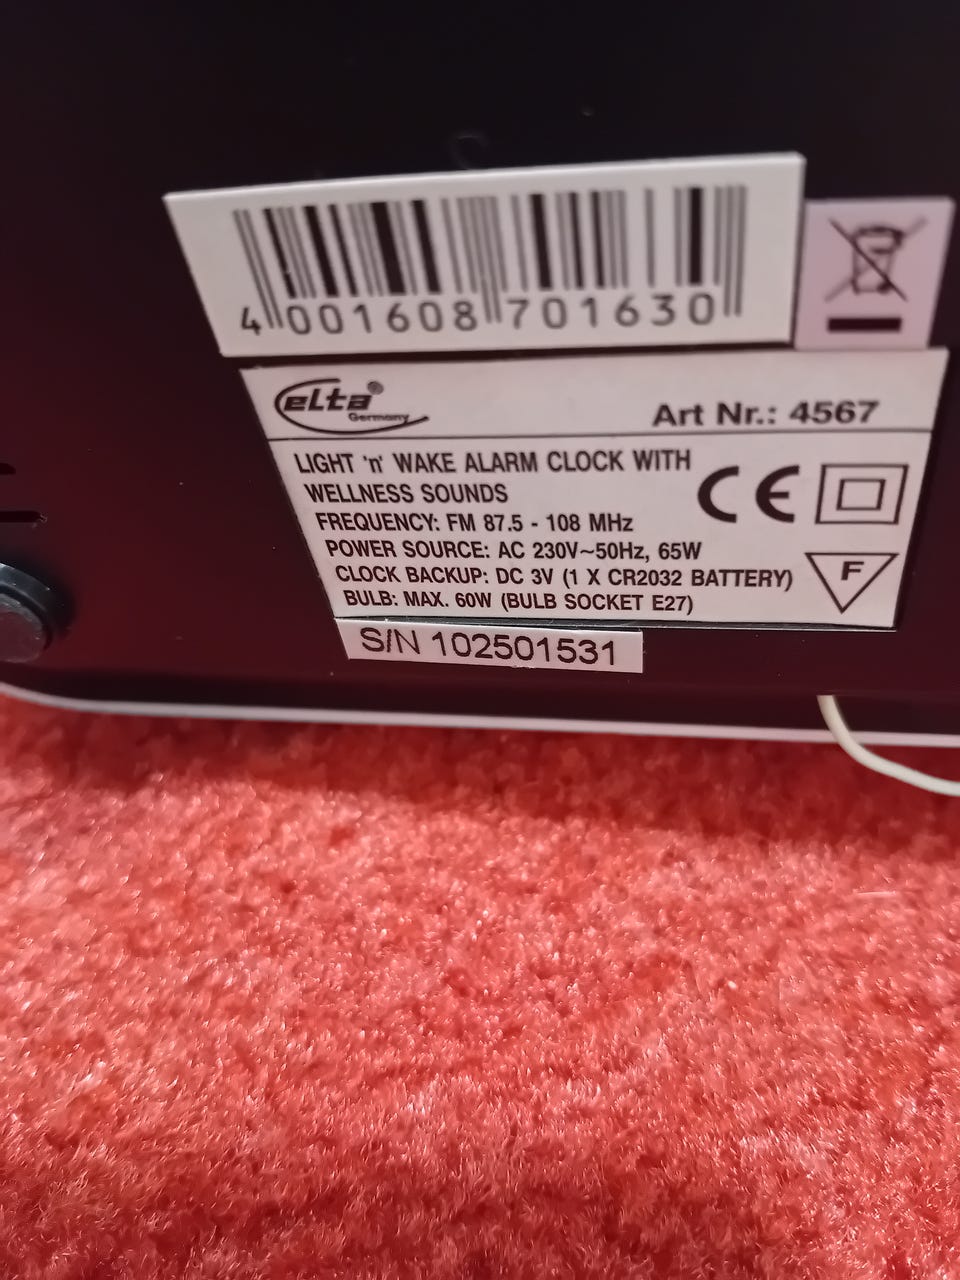 4 001608 701630
elta®
Germany
Art Nr.: 4567
LIGHT 'n' WAKE ALARM CLOCK WITH
WELLNESS SOUNDS
FREQUENCY: FM 87.5 - 108 MHz
POWER SOURCE: AC 230V~50Hz, 65W
CLOCK BACKUP: DC 3V (1 X CR2032 BATTERY)
BULB: MAX. 60W (BULB SOCKET E27)
CE
F
S/N 102501531